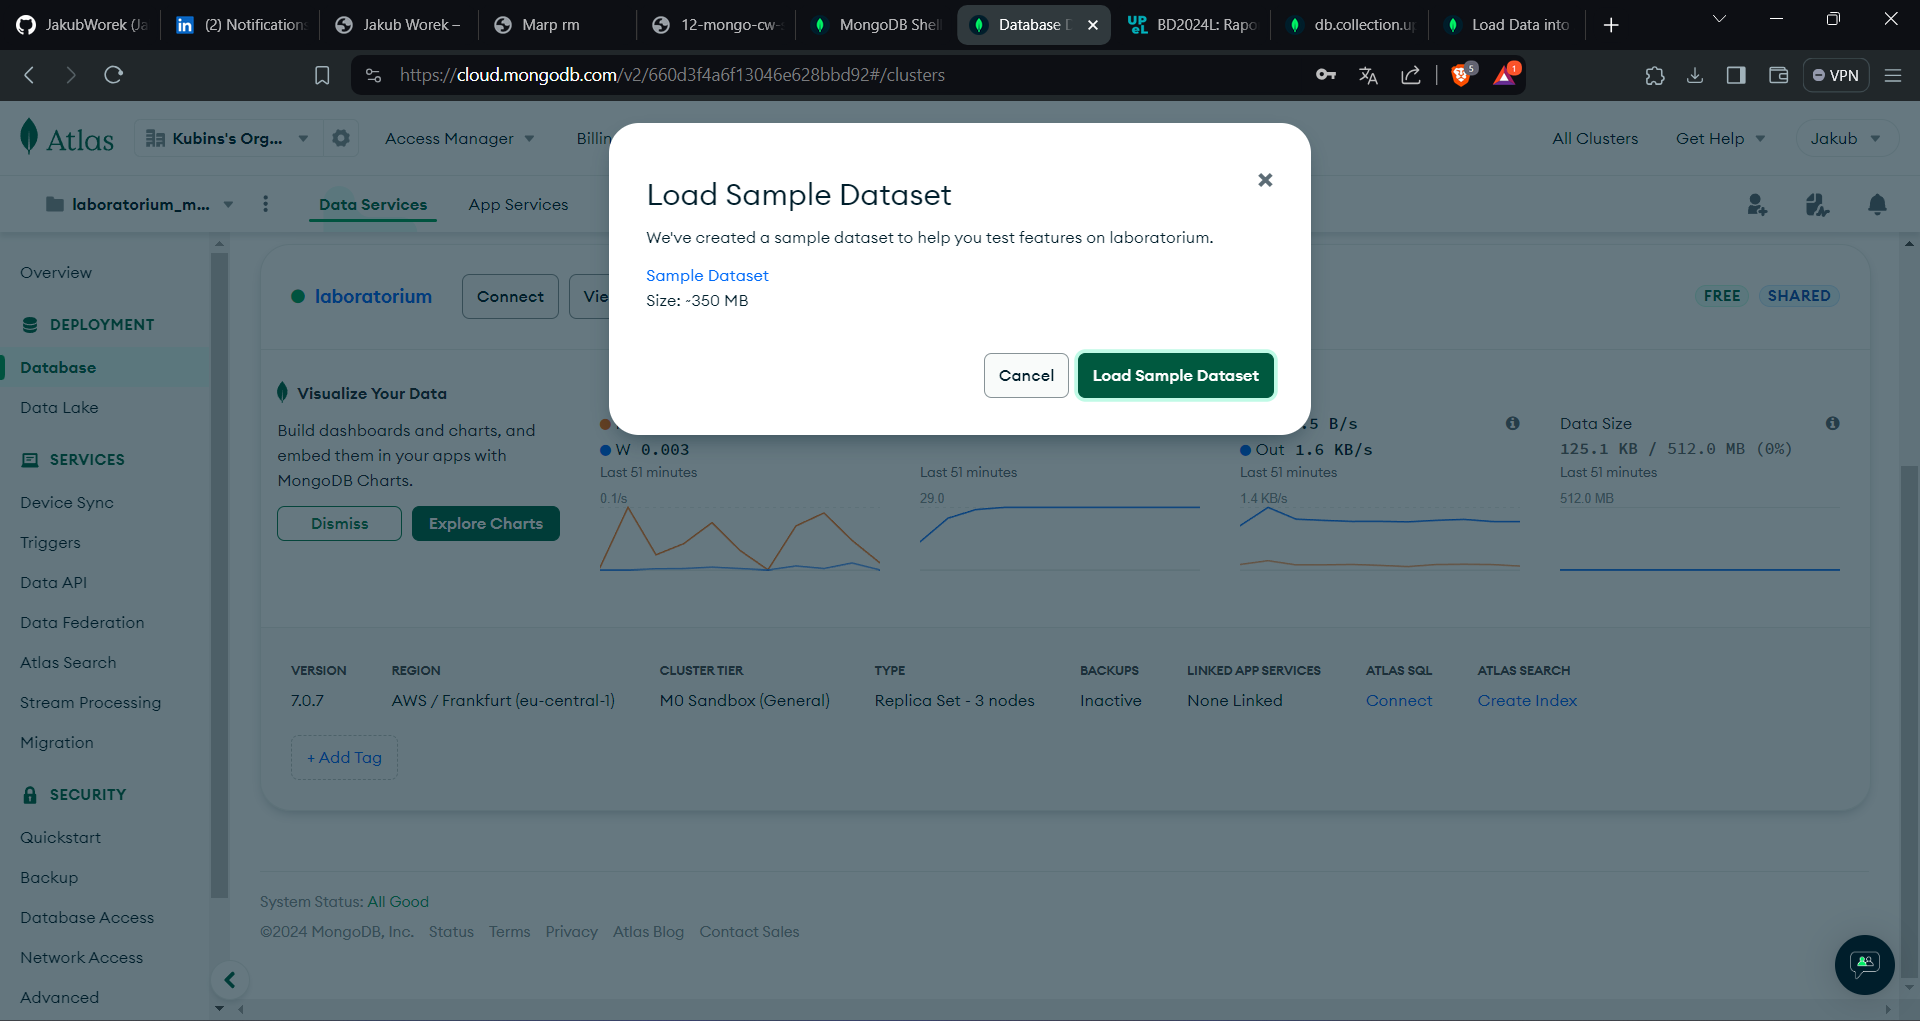 JakubWorek (Ja
(2) Notifications
Jakub Worek –
Marp rm
12-mongo-cw-
MongoDB Shell
Database D
UPeL BD2024L: Rapo
db.collection.up
Load Data into
https://cloud.mongodb.com/v2/660d3f4a6f13046e628bbd92#/clusters
5
1
VPN
Atlas
Kubins's Org...
Access Manager
Billin
All Clusters
Get Help
Jakub
laboratorium_m...
Data Services
App Services
Overview
DEPLOYMENT
Database
Data Lake
SERVICES
Device Sync
Triggers
Data API
Data Federation
Atlas Search
Stream Processing
Migration
SECURITY
Quickstart
Backup
Database Access
Network Access
Advanced
laboratorium
Connect
Vie
FREE
SHARED
Load Sample Dataset
We've created a sample dataset to help you test features on laboratorium.
Sample Dataset
Size: ~350 MB
Cancel
Load Sample Dataset
Visualize Your Data
Build dashboards and charts, and
embed them in your apps with
MongoDB Charts.
Dismiss
Explore Charts
W 0.003
Last 51 minutes
0.1/s
Last 51 minutes
29.0
.5 B/s
Out 1.6 KB/s
Last 51 minutes
1.4 KB/s
Data Size
125.1 KB / 512.0 MB (0%)
Last 51 minutes
512.0 MB
VERSION
7.0.7
REGION
AWS / Frankfurt (eu-central-1)
CLUSTER TIER
M0 Sandbox (General)
TYPE
Replica Set - 3 nodes
BACKUPS
Inactive
LINKED APP SERVICES
None Linked
ATLAS SQL
Connect
ATLAS SEARCH
Create Index
+ Add Tag
System Status: All Good
©2024 MongoDB, Inc. Status Terms Privacy Atlas Blog Contact Sales